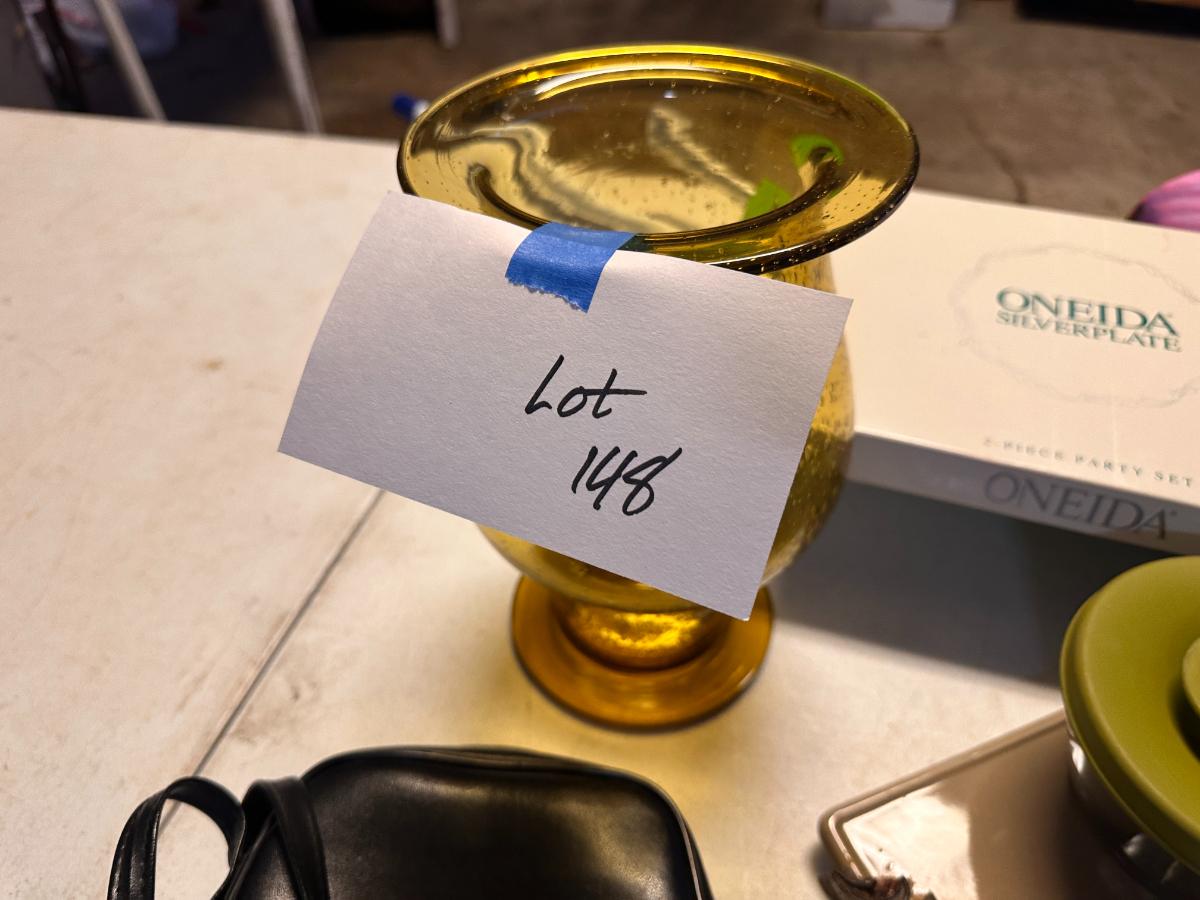 Lot
148
ONEIDA
SILVERPLATE
2-PIECE PARTY SET
ONEIDA